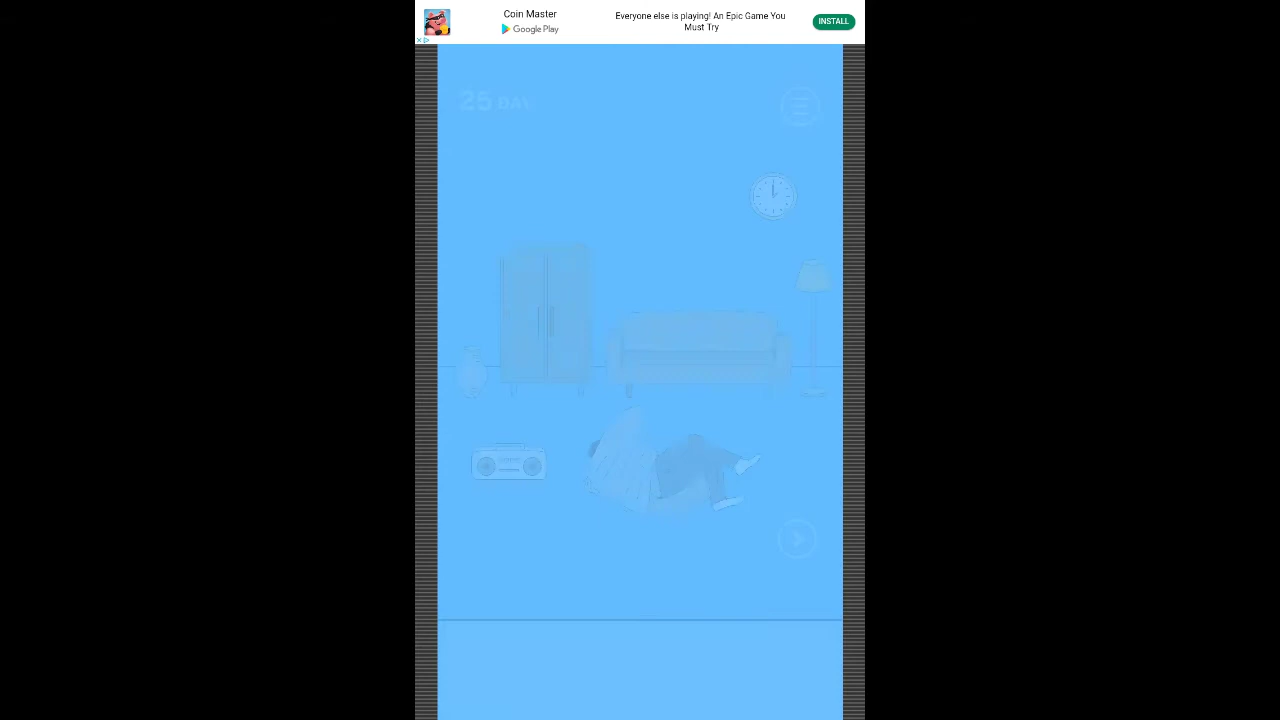 Coin Master
Google Play
Everyone else is playing! An Epic Game You
Must Try
INSTALL
25 DAY